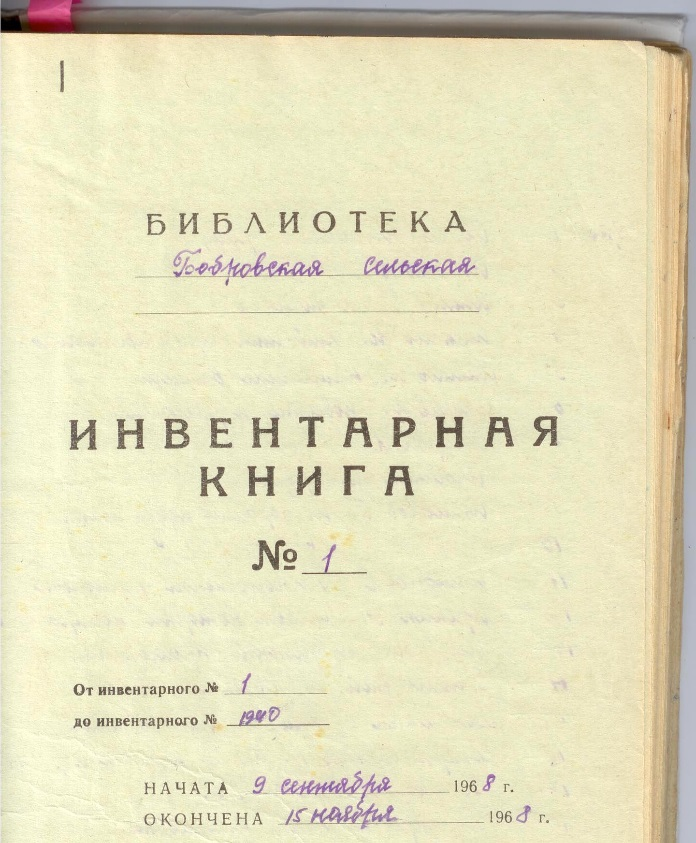 БИБЛИОТЕКА
Бобровская сельская
ИНВЕНТАРНАЯ
КНИГА
№ 1
От инвентарного № 1
до инвентарного № 1940
НАЧАТА 9 сентября 1968 г.
ОКОНЧЕНА 15 ноября 1968 г.